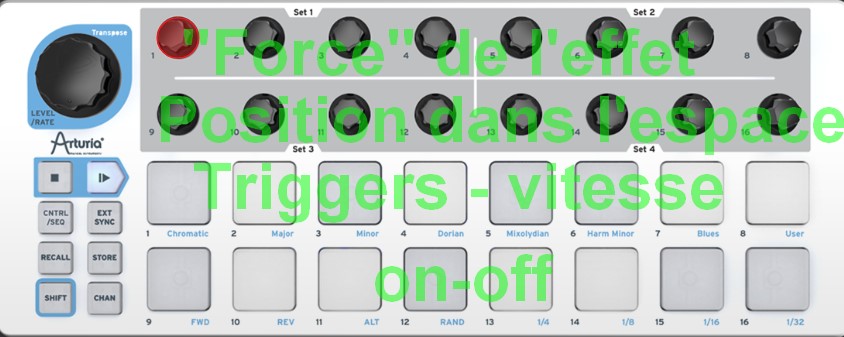 Set 1 Set 2
Transpose
1 2 3 4 5 6 7 8
"Force" de l'effet
LEVEL
/RATE
9 10 11 12 13 14 15 16
Position dans l'espace
Arturia
Set 3 Set 4
Triggers - vitesse
CNTRL
/SEQ
EXT
SYNC
1 Chromatic 2 Major 3 Minor 4 Dorian 5 Mixolydian 6 Harm Minor 7 Blues 8 User
RECALL STORE
on-off
SHIFT CHAN
9 FWD 10 REV 11 ALT 12 RAND 13 1/4 14 1/8 15 1/16 16 1/32